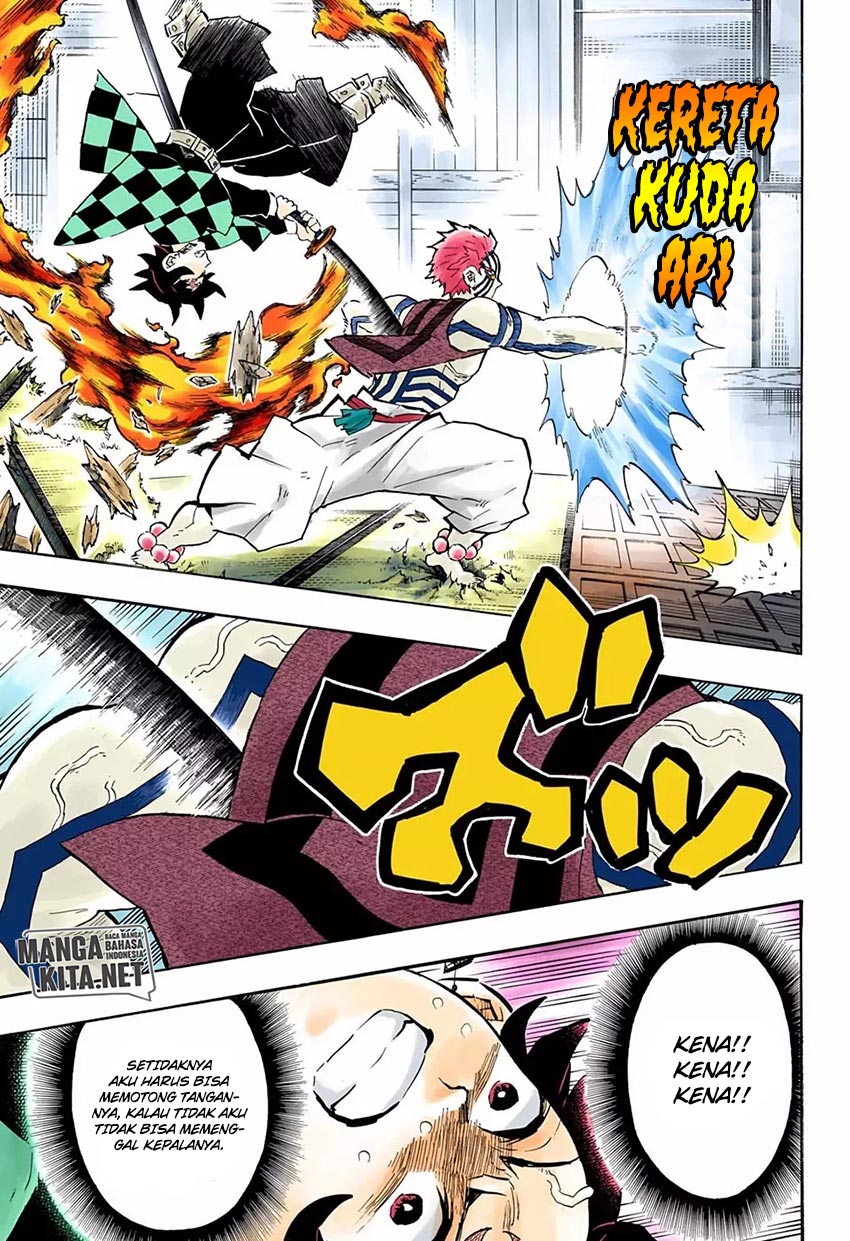 KERETA
KUDA
API
ズッ
KENA!!
KENA!!
KENA!!
SETIDAKNYA
AKU HARUS BISA
MEMOTONG TANGAN-
NYA, KALAU TIDAK AKU
TIDAK BISA MEMENG-
GAL KEPALANYA.
MANGA
KITA.NET
BACA MANGA
BAHASA
INDONESIA